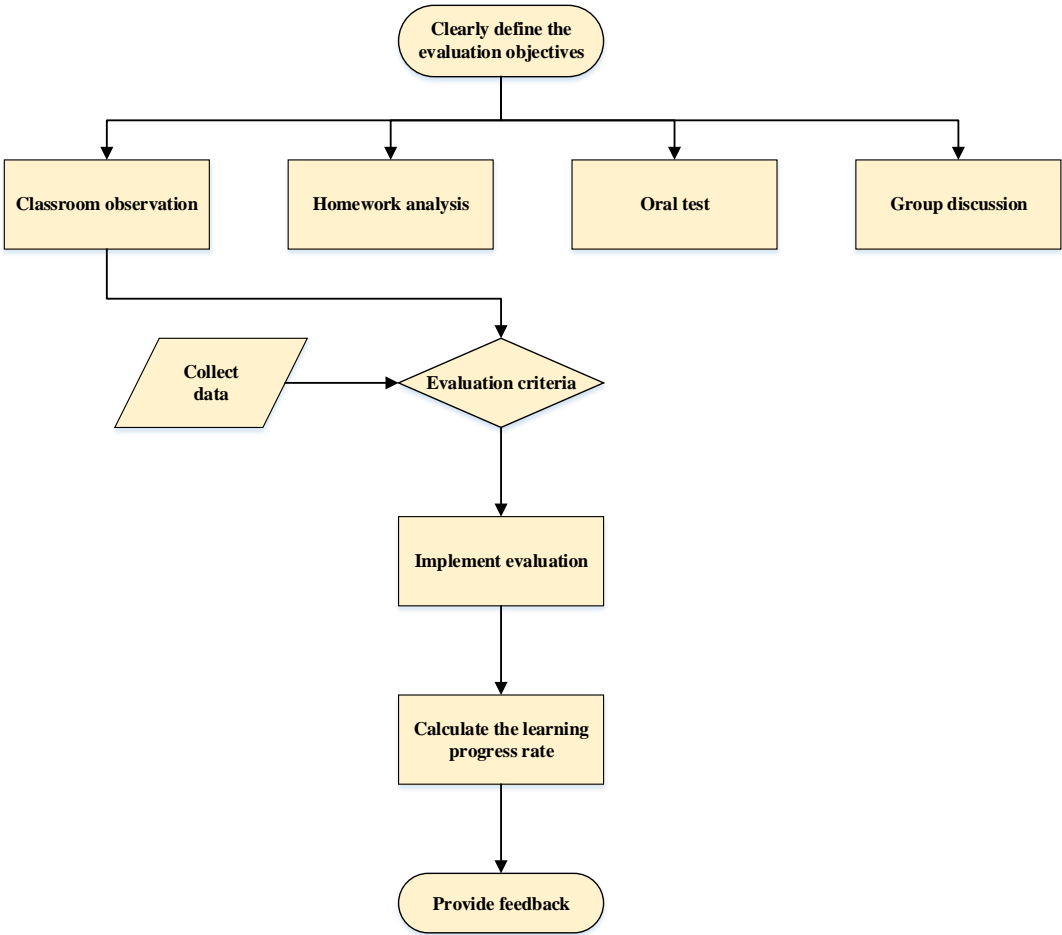 Clearly define the
evaluation objectives
Classroom observation
Homework analysis
Oral test
Group discussion
Collect
data
Evaluation criteria
Implement evaluation
Calculate the learning
progress rate
Provide feedback